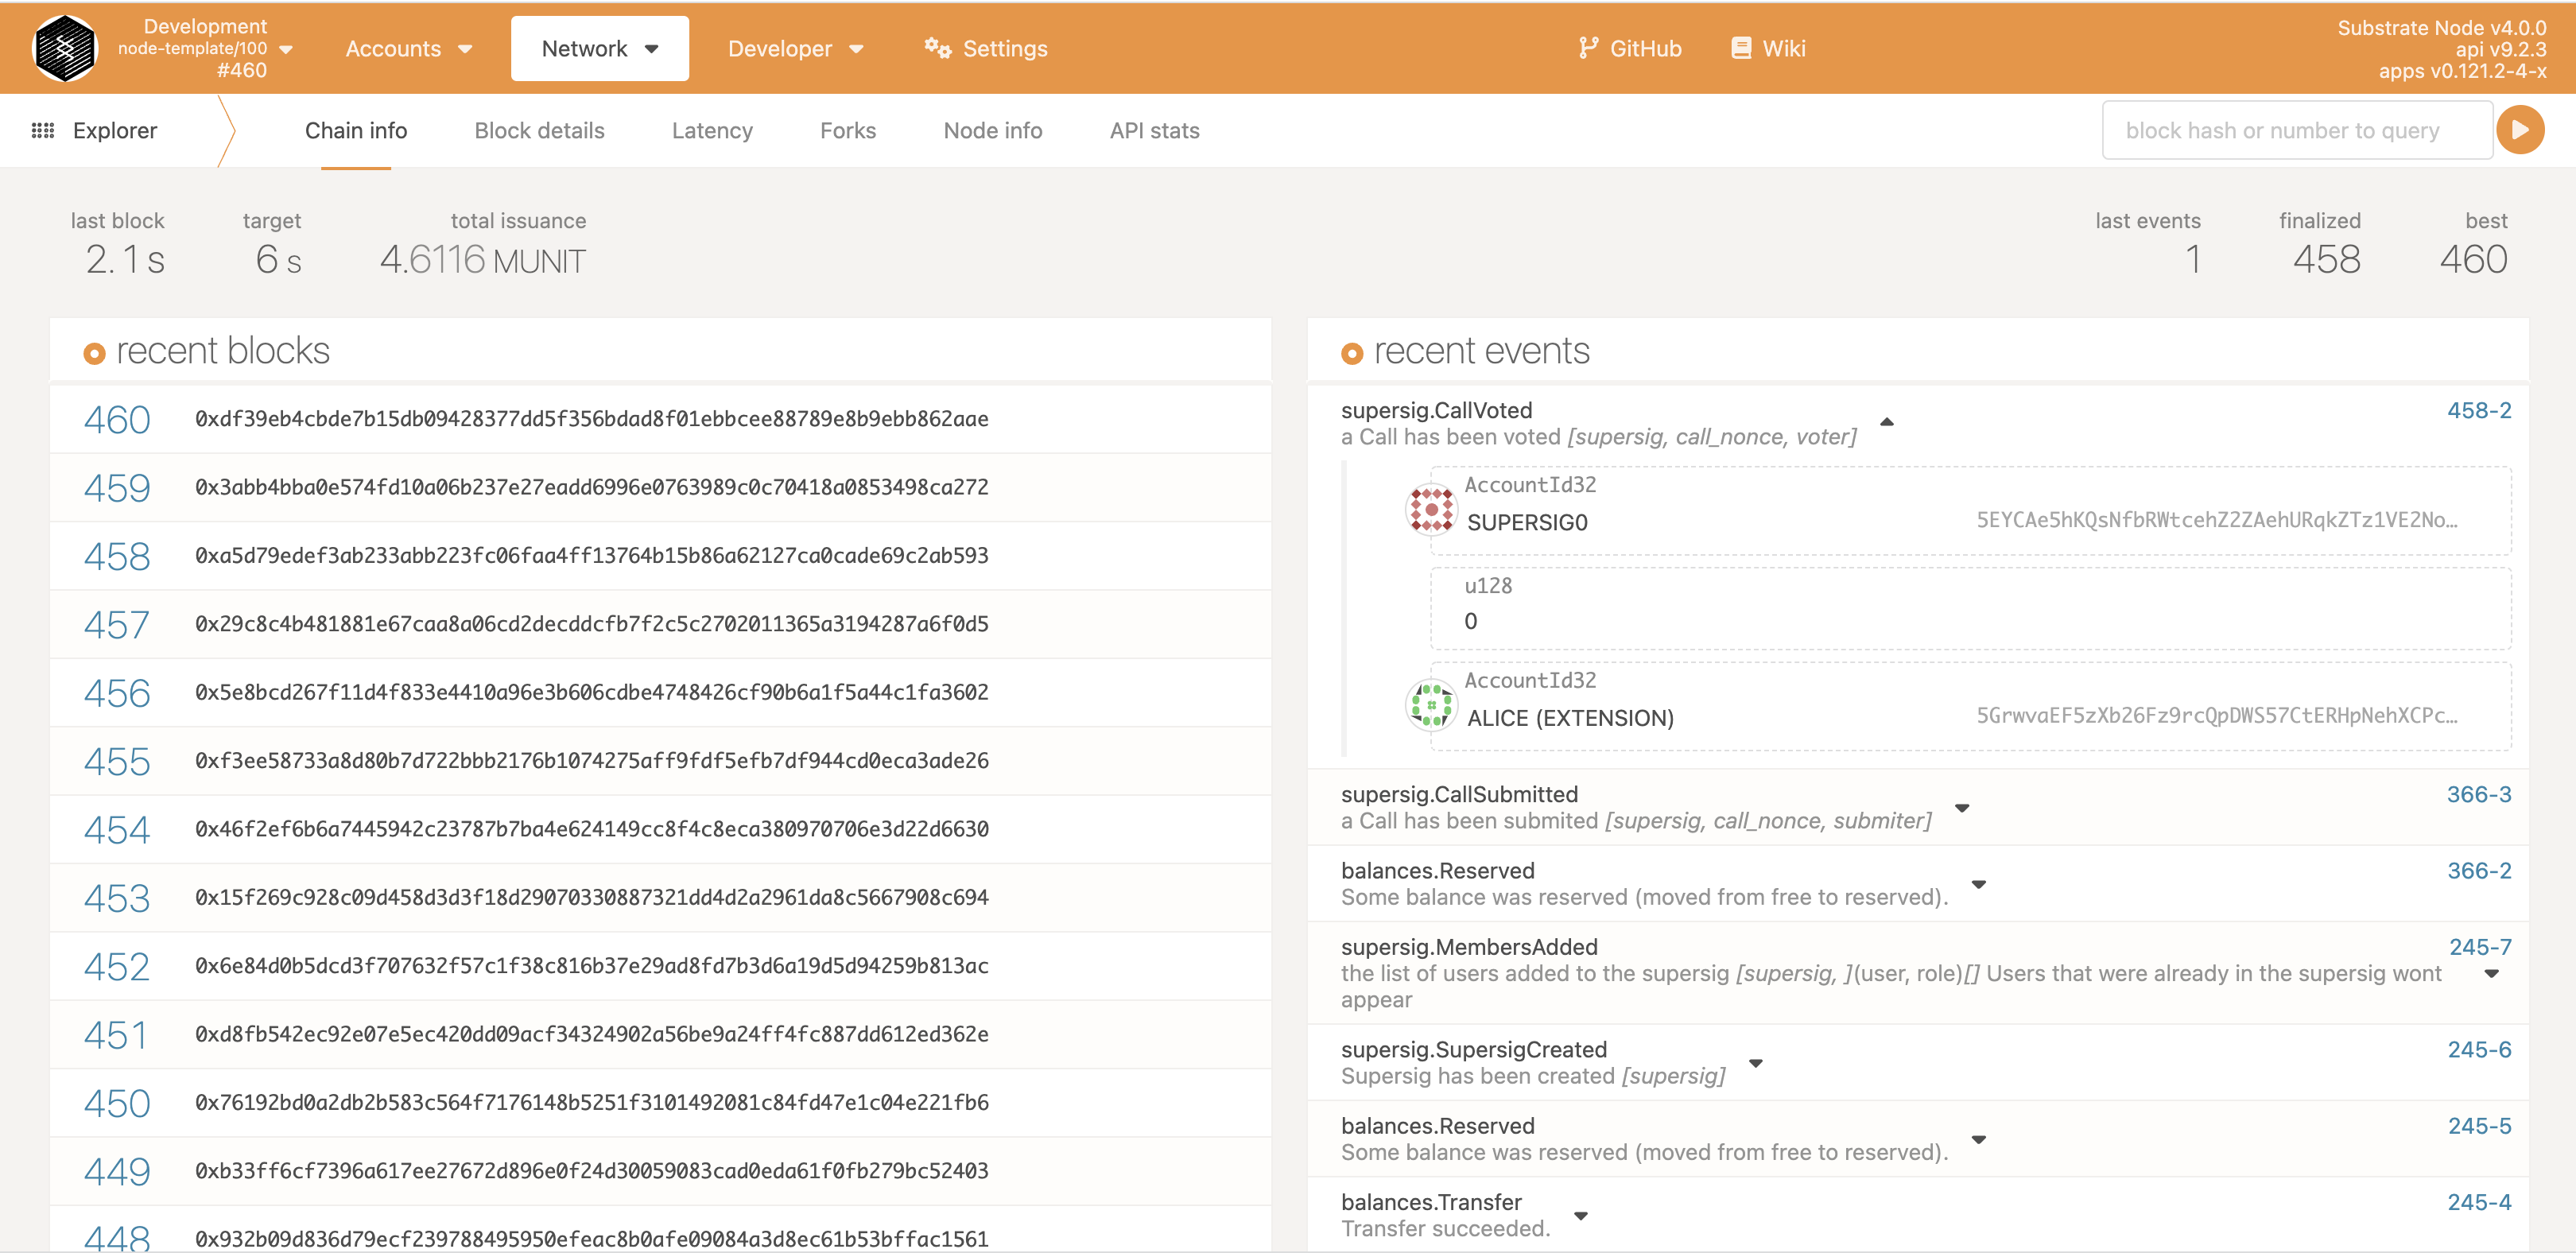 Development
node-template/100
#460
Accounts
Network
Developer
Settings
GitHub
Wiki
Substrate Node v4.0.0
api v9.2.3
apps v0.121.2-4-x
Explorer
Chain info
Block details
Latency
Forks
Node info
API stats
block hash or number to query
last block
2.1 s
target
6 s
total issuance
4.6116 MUNIT
last events
1
finalized
458
best
460
recent blocks
460 0xdf39eb4cbde7b15db09428377dd5f356bdad8f01ebbcee88789e8b9ebb862aae
459 0x3abb4bba0e574fd10a06b237e27eadd6996e0763989c0c70418a0853498ca272
458 0xa5d79edef3ab233abb223fc06faa4ff13764b15b86a62127ca0cade69c2ab593
457 0x29c8c4b481881e67caa8a06cd2decddcfb7f2c5c2702011365a3194287a6f0d5
456 0x5e8bcd267f11d4f833e4410a96e3b606cdbe4748426cf90b6a1f5a44c1fa3602
455 0xf3ee58733a8d80b7d722bbb2176b1074275aff9fdf5efb7df944cd0eca3ade26
454 0x46f2ef6b6a7445942c23787b7ba4e624149cc8f4c8eca380970706e3d22d6630
453 0x15f269c928c09d458d3d3f18d29070330887321dd4d2a2961da8c5667908c694
452 0x6e84d0b5dcd3f707632f57c1f38c816b37e29ad8fd7b3d6a19d5d94259b813ac
451 0xd8fb542ec92e07e5ec420dd09acf34324902a56be9a24ff4fc887dd612ed362e
450 0x76192bd0a2db2b583c564f7176148b5251f3101492081c84fd47e1c04e221fb6
449 0xb33ff6cf7396a617ee27672d896e0f24d30059083cad0eda61f0fb279bc52403
448 0x932b09d836d79ecf239788495950efeac8b0afe09084a3d8ec61b53bffac1561
recent events
supersig.CallVoted 458-2
a Call has been voted [supersig, call_nonce, voter]
AccountId32
SUPERSIG0 5EYCAe5hKQsNfbRWtcehZ2ZAehURqkZTz1VE2No…
u128
0
AccountId32
ALICE (EXTENSION) 5GrwvaEF5zXb26Fz9rcQpDWS57CtERHpNehXCPc…
supersig.CallSubmitted 366-3
a Call has been submited [supersig, call_nonce, submiter]
balances.Reserved 366-2
Some balance was reserved (moved from free to reserved).
supersig.MembersAdded 245-7
the list of users added to the supersig [supersig, ](user, role)[] Users that were already in the supersig wont
appear
supersig.SupersigCreated 245-6
Supersig has been created [supersig]
balances.Reserved 245-5
Some balance was reserved (moved from free to reserved).
balances.Transfer 245-4
Transfer succeeded.